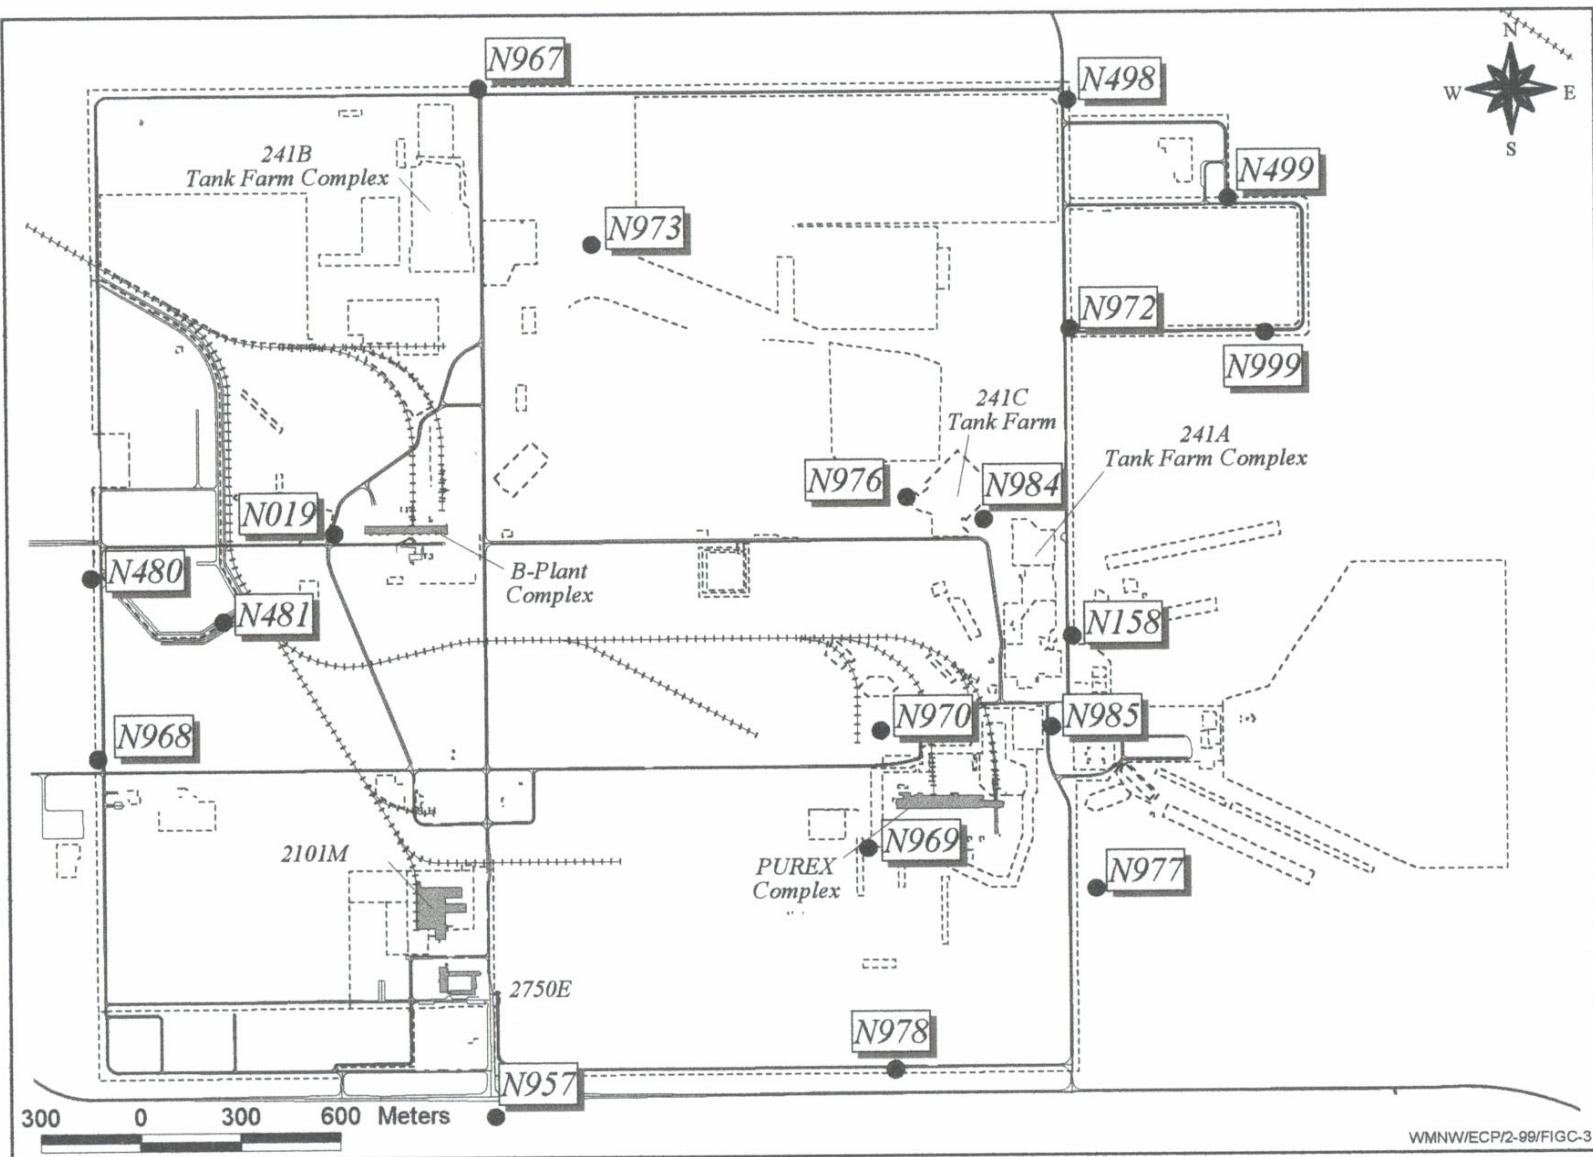 N
W
E
S
N967
N498
241B
Tank Farm Complex
N499
N973
N972
N999
241C
Tank Farm
241A
Tank Farm Complex
N976
N984
N019
B-Plant
Complex
N480
N481
N158
N968
N970
N985
2101M
N969
PUREX
Complex
N977
2750E
N978
N957
300 0 300 600 Meters
WMNW/ECP/2-99/FIGC-3